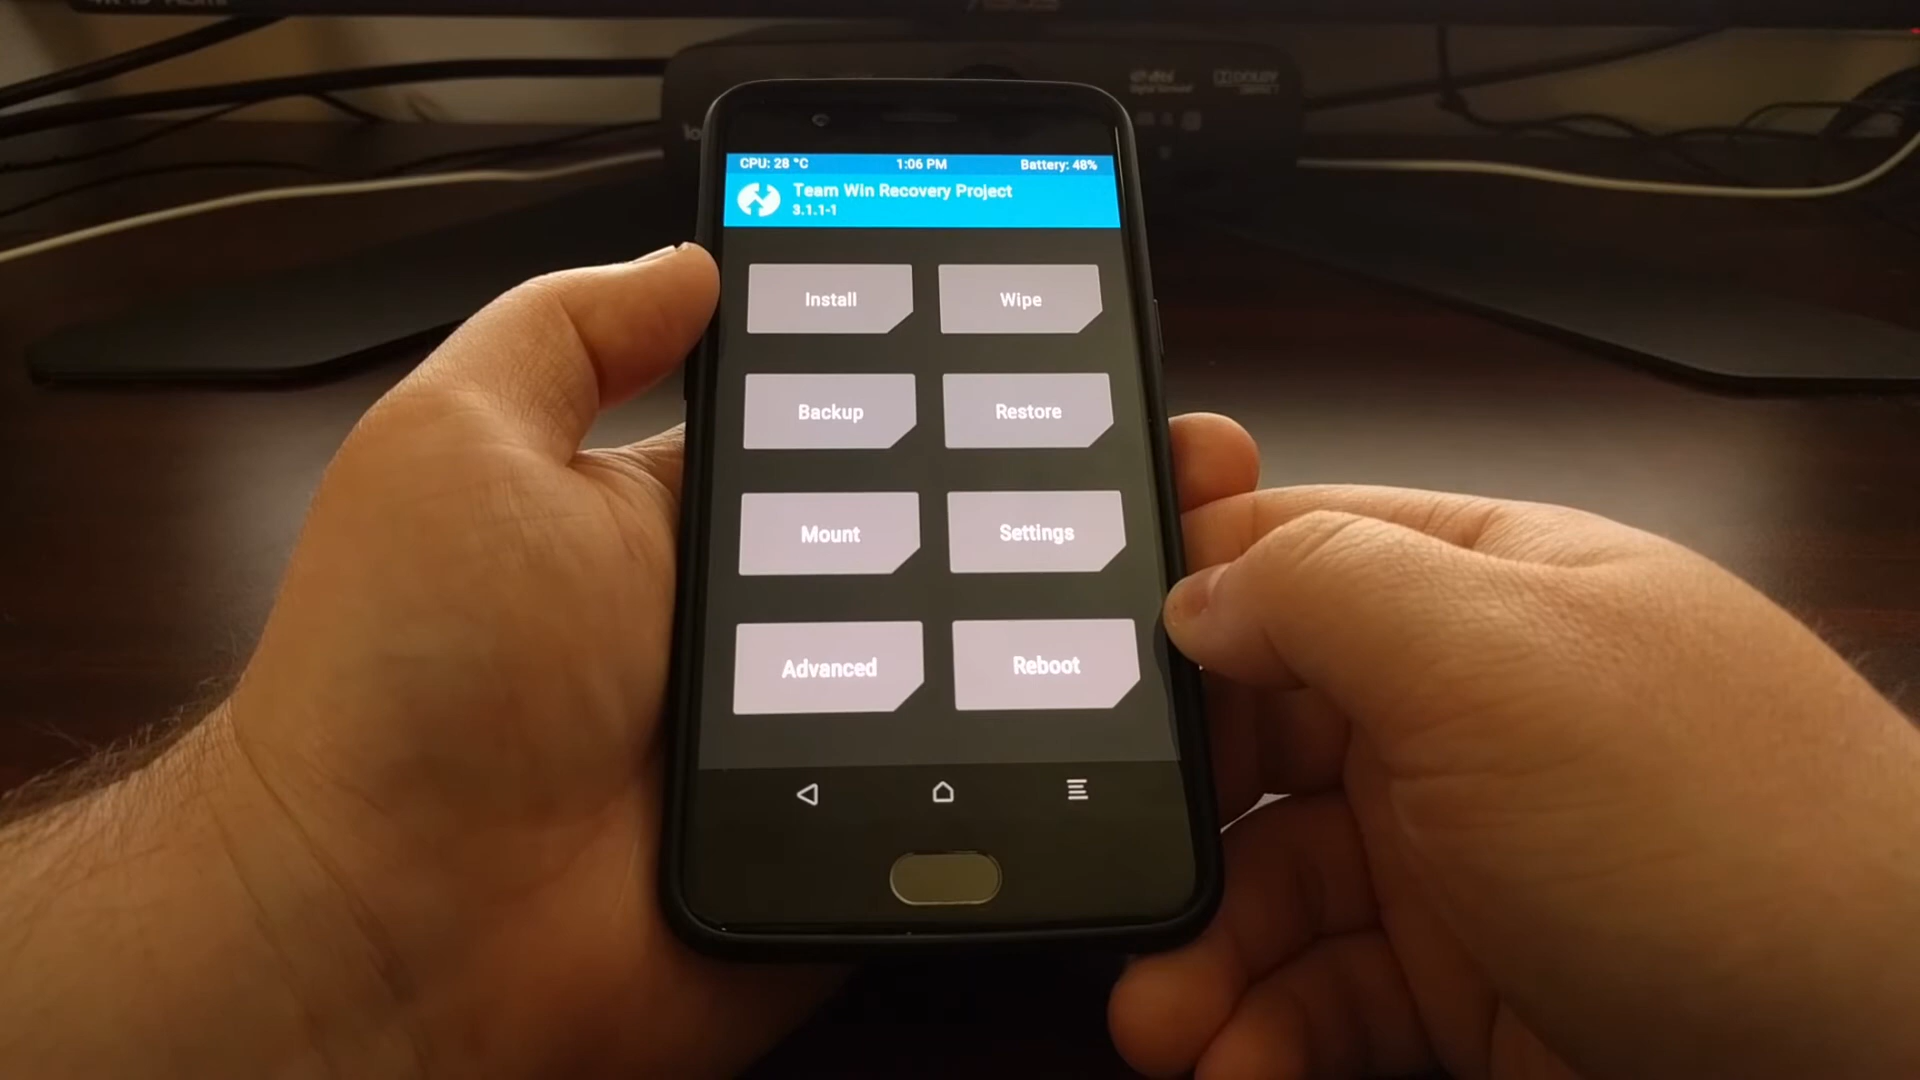 CPU: 28 °C 1:06 PM Battery: 48%
Team Win Recovery Project
3.1.1-1
Install Wipe
Backup Restore
Mount Settings
Advanced Reboot